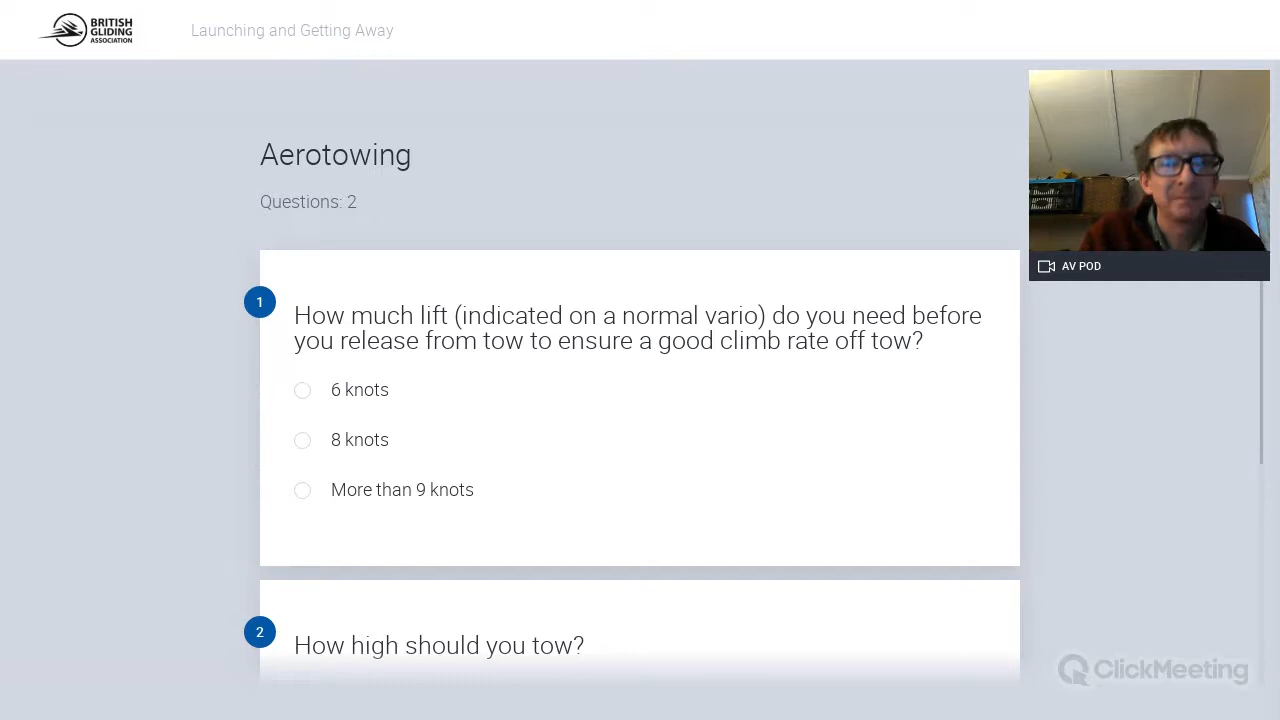 BRITISH
GLIDING
ASSOCIATION
Launching and Getting Away
AV POD
Aerotowing
Questions: 2
1
How much lift (indicated on a normal vario) do you need before
you release from tow to ensure a good climb rate off tow?
6 knots
8 knots
More than 9 knots
2
How high should you tow?
ClickMeeting